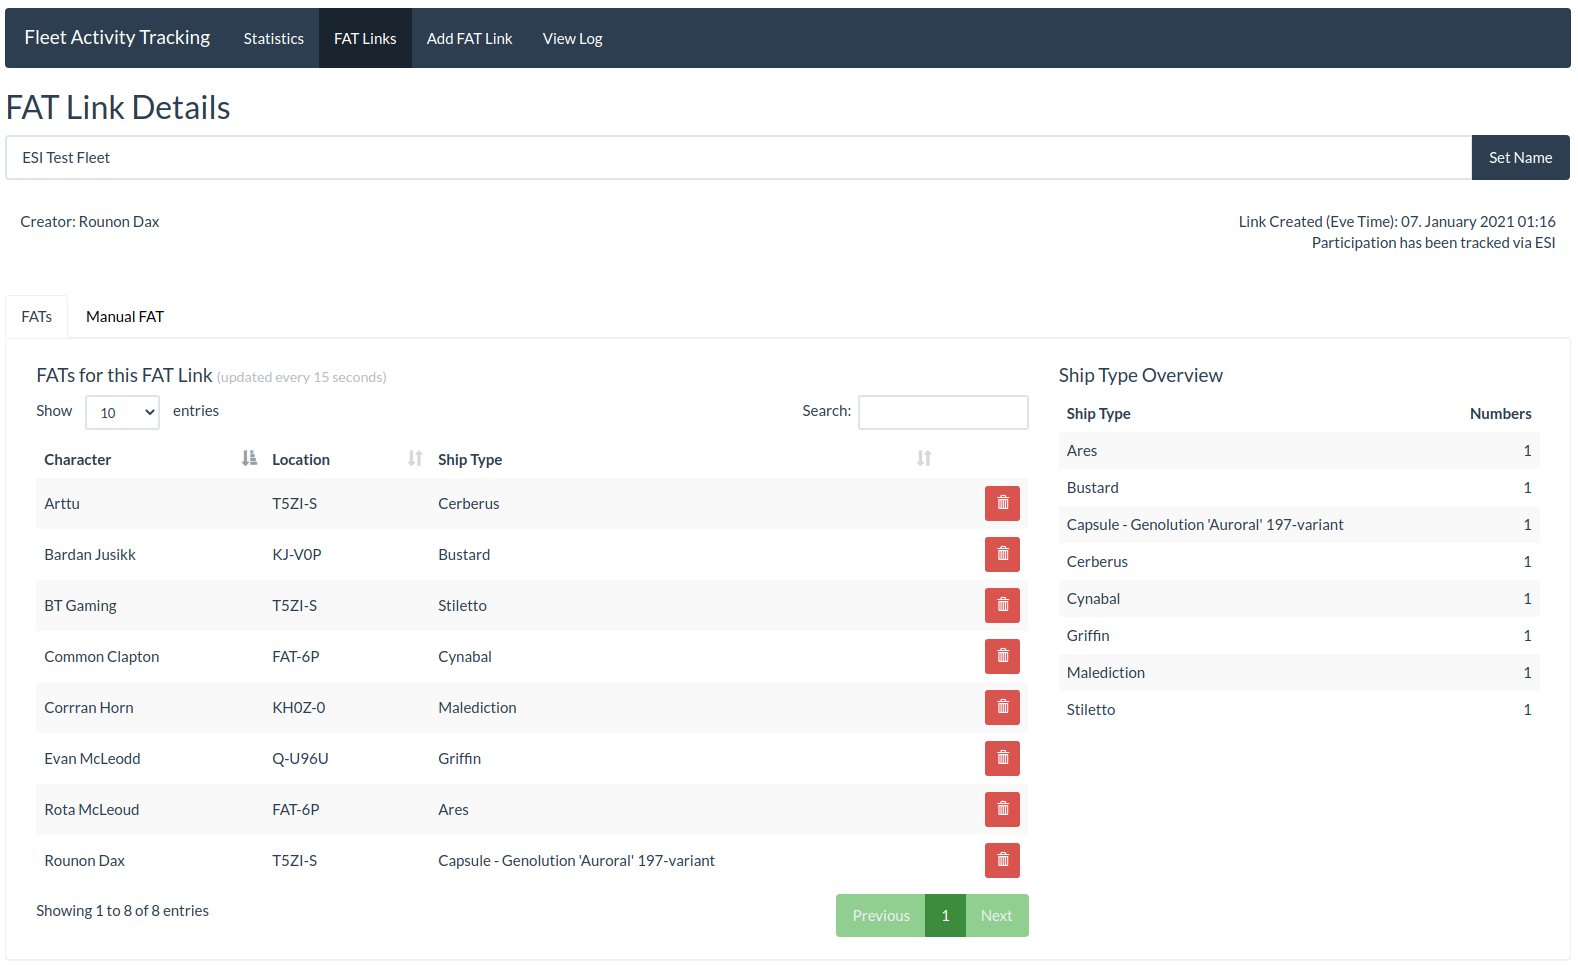 Fleet Activity Tracking Statistics FAT Links Add FAT Link View Log
FAT Link Details
ESI Test Fleet Set Name
Creator: Rounon Dax Link Created (Eve Time): 07. January 2021 01:16
Participation has been tracked via ESI
FATs Manual FAT
FATs for this FAT Link (updated every 15 seconds)
Show 10 entries Search:
Character Location Ship Type
Arttu T5ZI-S Cerberus
Bardan Jusikk KJ-V0P Bustard
BT Gaming T5ZI-S Stiletto
Common Clapton FAT-6P Cynabal
Corrran Horn KH0Z-0 Malediction
Evan McLeodd Q-U96U Griffin
Rota McLeoud FAT-6P Ares
Rounon Dax T5ZI-S Capsule - Genolution 'Auroral' 197-variant
Showing 1 to 8 of 8 entries Previous 1 Next
Ship Type Overview
Ship Type Numbers
Ares 1
Bustard 1
Capsule - Genolution 'Auroral' 197-variant 1
Cerberus 1
Cynabal 1
Griffin 1
Malediction 1
Stiletto 1